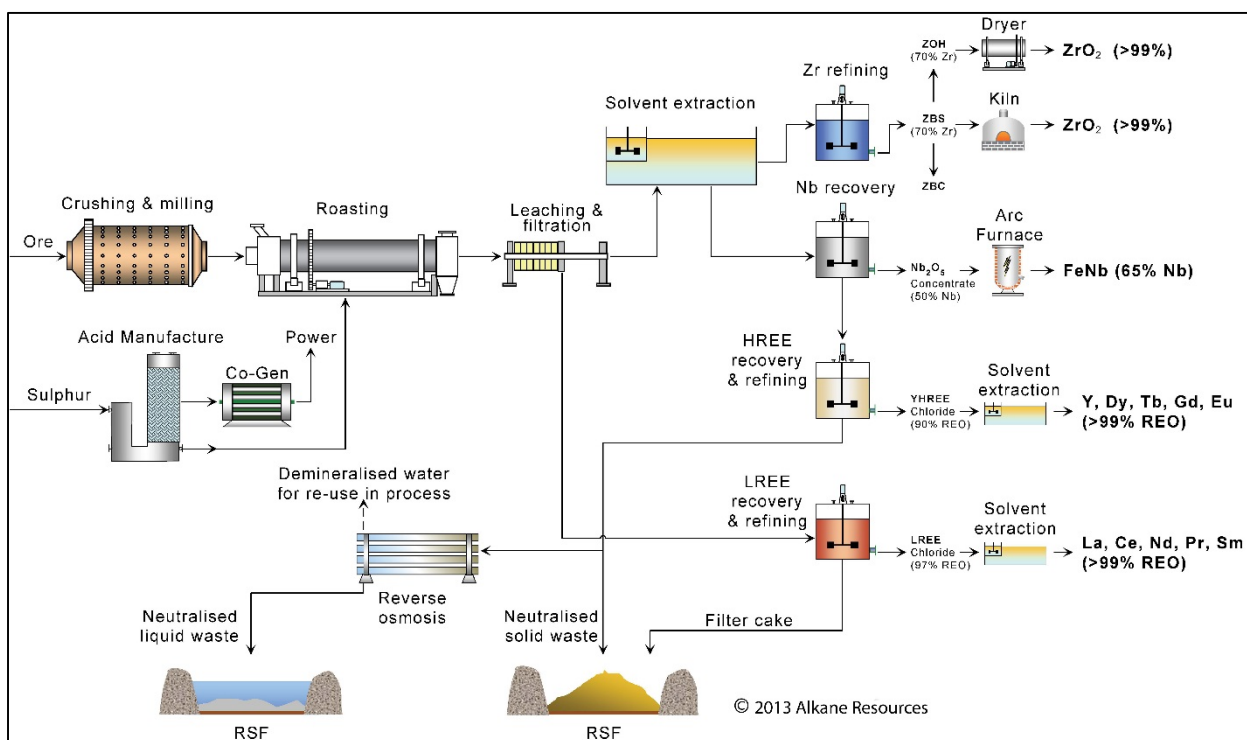 Dryer
ZOH
(70% Zr)
ZrO₂ (>99%)
Zr refining
Solvent extraction
Kiln
ZBS
(70% Zr)
ZrO₂ (>99%)
ZBC
Nb recovery
Crushing & milling
Roasting
Leaching &
filtration
Ore
Arc
Furnace
Nb₂O₅
Concentrate
(50% Nb)
FeNb (65% Nb)
Acid Manufacture
Power
Co-Gen
Sulphur
HREE
recovery
& refining
Solvent
extraction
YHREE
Chloride
(90% REO)
Y, Dy, Tb, Gd, Eu
(>99% REO)
Demineralised water
for re-use in process
LREE
recovery
& refining
Solvent
extraction
LREE
Chloride
(97% REO)
La, Ce, Nd, Pr, Sm
(>99% REO)
Reverse
osmosis
Neutralised
liquid waste
Neutralised
solid waste
Filter cake
RSF
RSF
© 2013 Alkane Resources